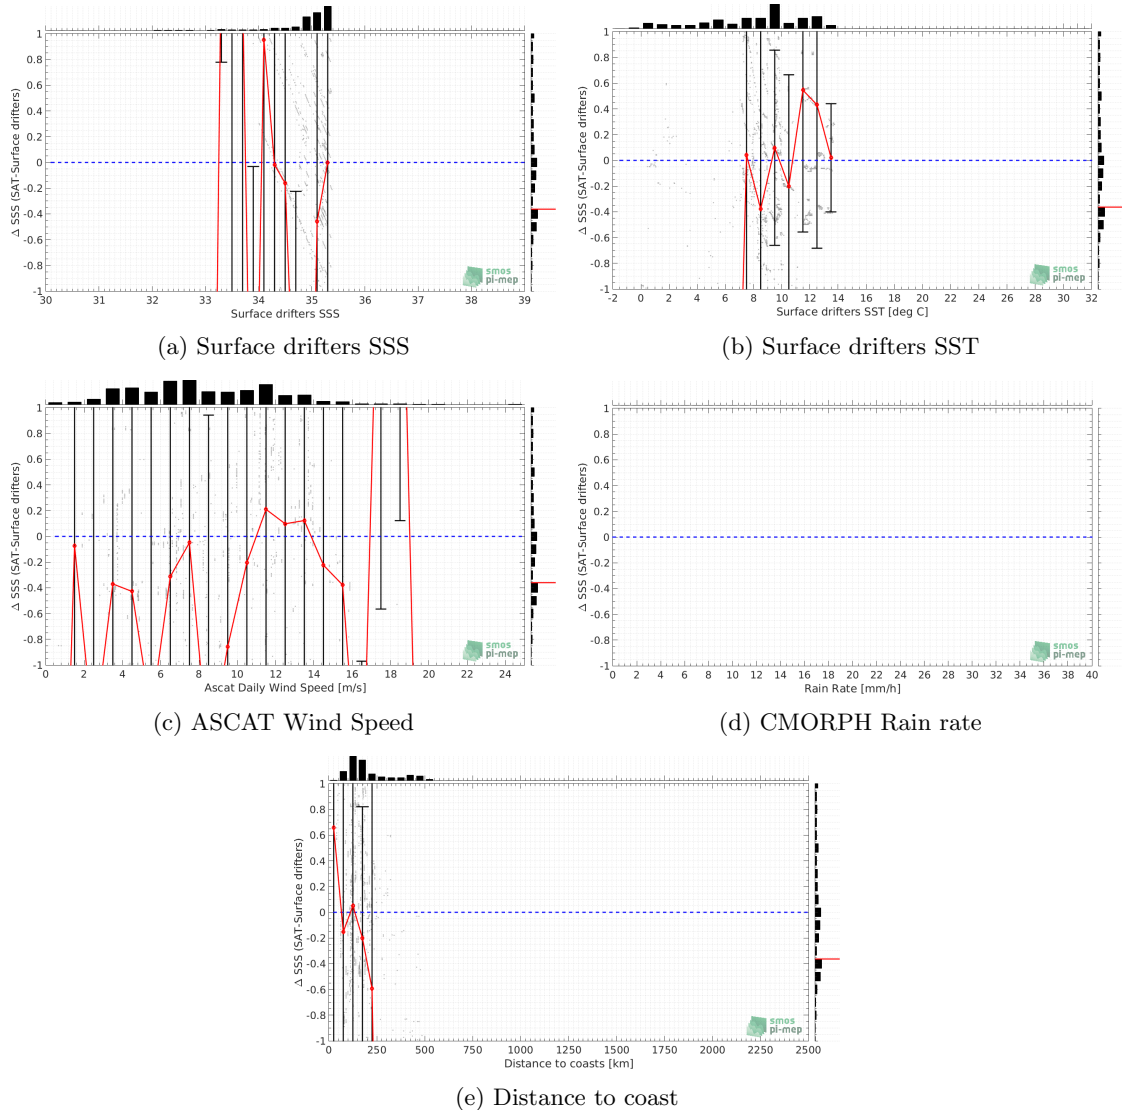 Δ SSS (SAT-Surface drifters)
1
0.8
0.6
0.4
0.2
0
-0.2
-0.4
-0.6
-0.8
-1
30 31 32 33 34 35 36 37 38 39
Surface drifters SSS
smos
pi-mep
(a) Surface drifters SSS
Δ SSS (SAT-Surface drifters)
1
0.8
0.6
0.4
0.2
0
-0.2
-0.4
-0.6
-0.8
-1
-2 0 2 4 6 8 10 12 14 16 18 20 22 24 26 28 30 32
Surface drifters SST [deg C]
smos
pi-mep
(b) Surface drifters SST
Δ SSS (SAT-Surface drifters)
1
0.8
0.6
0.4
0.2
0
-0.2
-0.4
-0.6
-0.8
-1
0 2 4 6 8 10 12 14 16 18 20 22 24
Ascat Daily Wind Speed [m/s]
smos
pi-mep
(c) ASCAT Wind Speed
Δ SSS (SAT-Surface drifters)
1
0.8
0.6
0.4
0.2
0
-0.2
-0.4
-0.6
-0.8
-1
0 2 4 6 8 10 12 14 16 18 20 22 24 26 28 30 32 34 36 38 40
Rain Rate [mm/h]
smos
pi-mep
(d) CMORPH Rain rate
Δ SSS (SAT-Surface drifters)
1
0.8
0.6
0.4
0.2
0
-0.2
-0.4
-0.6
-0.8
-1
0 250 500 750 1000 1250 1500 1750 2000 2250 2500
Distance to coasts [km]
smos
pi-mep
(e) Distance to coast